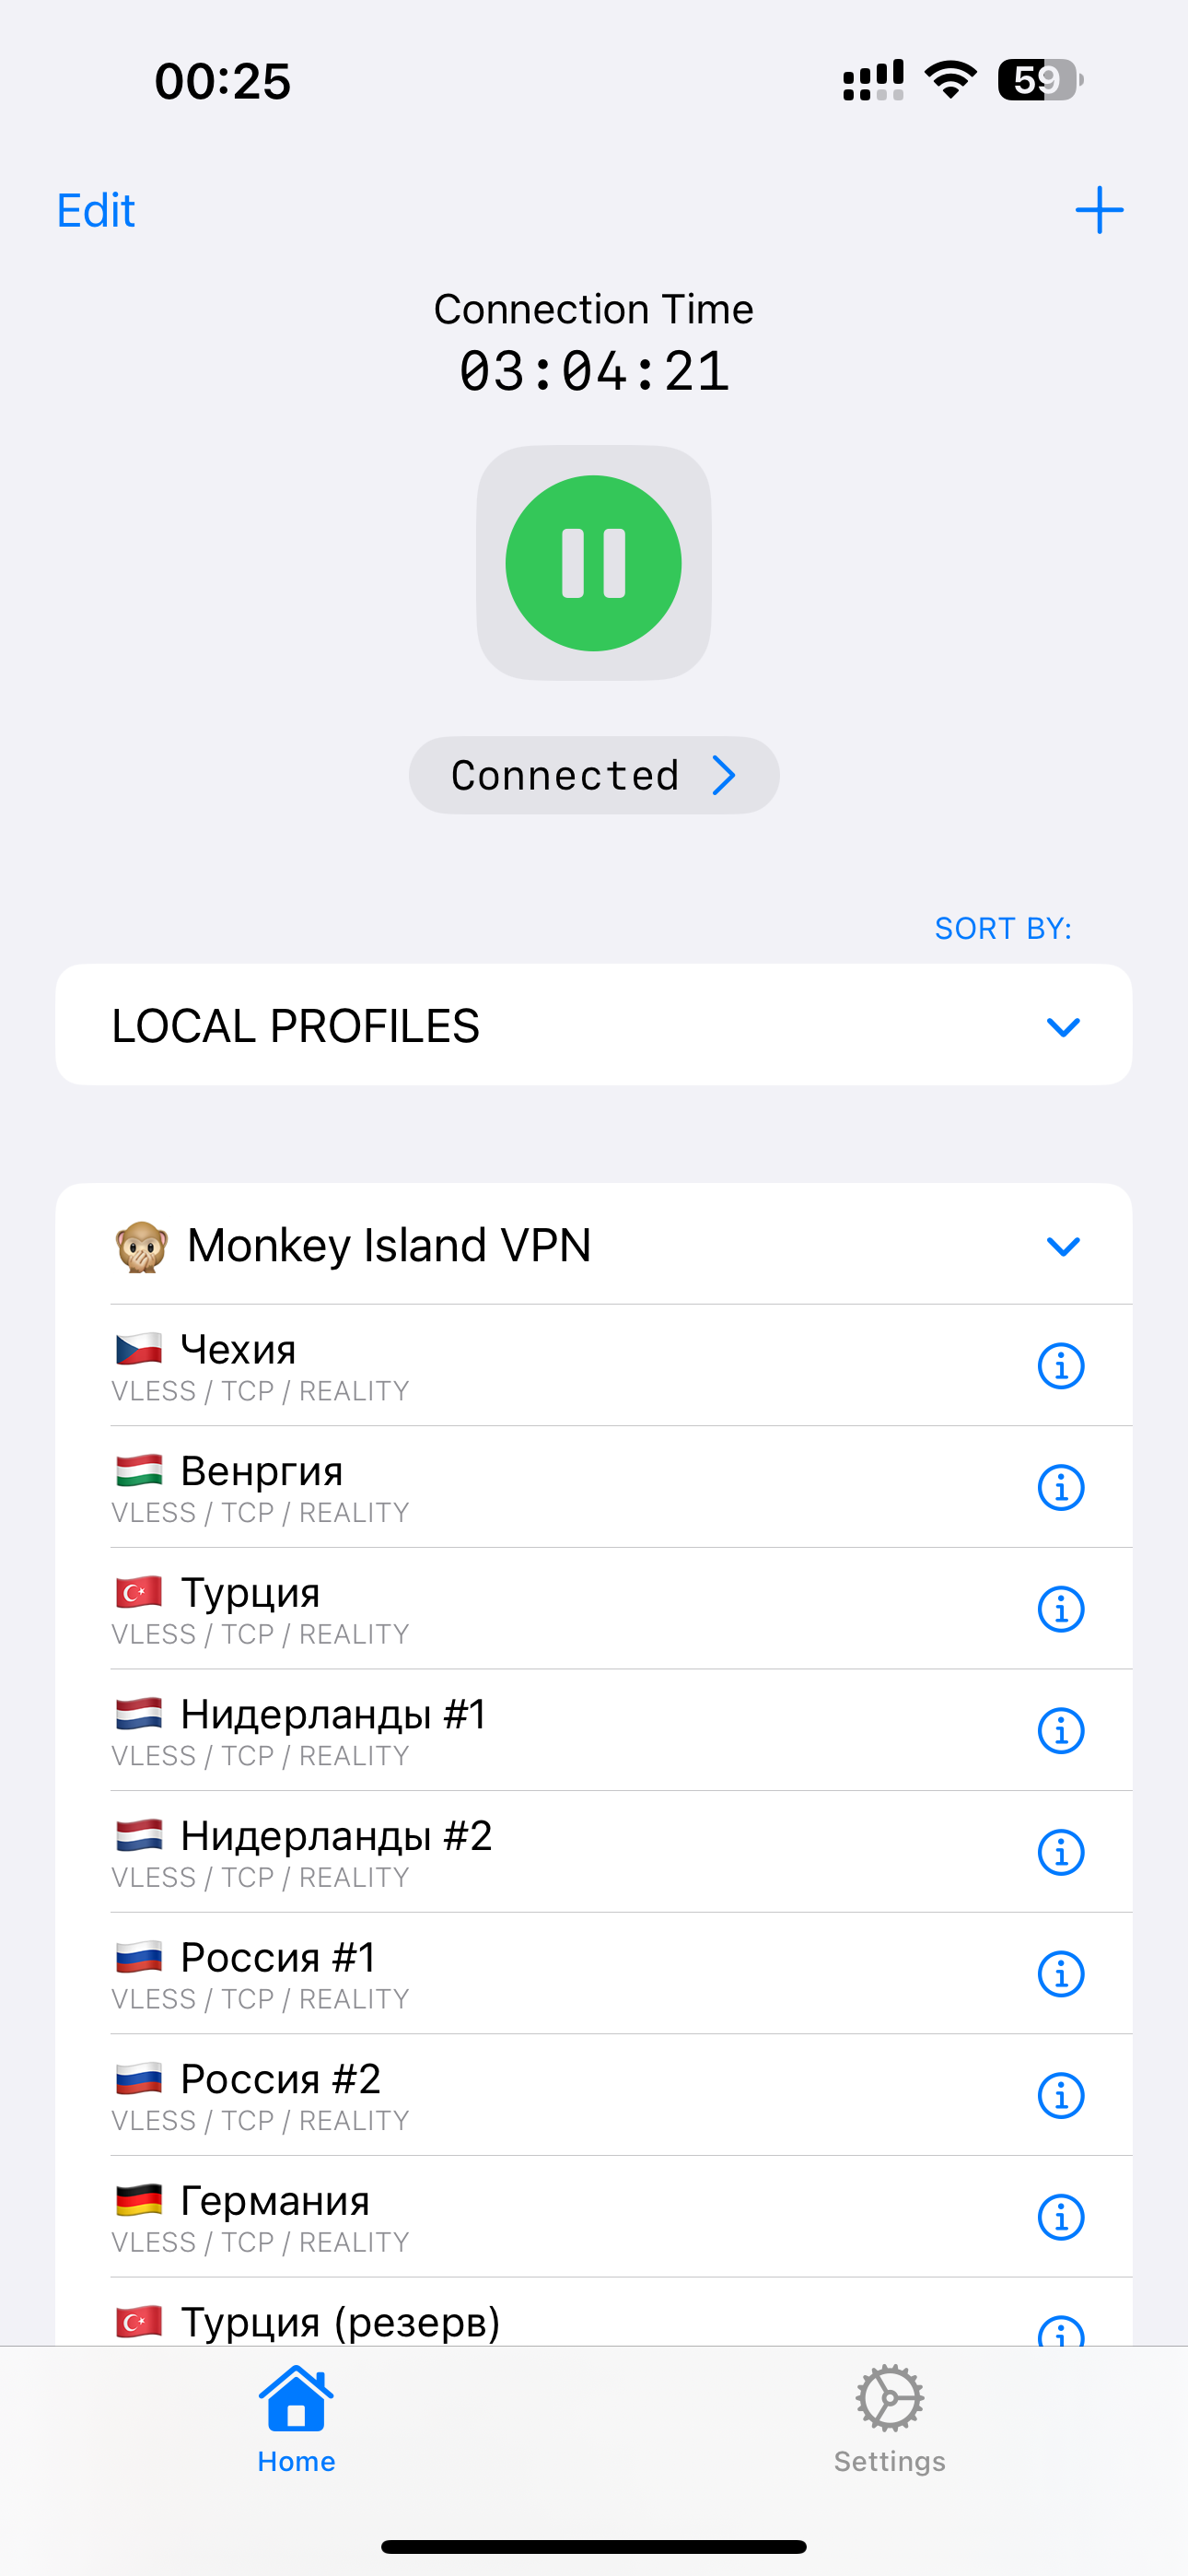 00:25
59
Edit
Connection Time
03:04:21
Connected
SORT BY:
LOCAL PROFILES
Monkey Island VPN
Чехия
VLESS / TCP / REALITY
Венргия
VLESS / TCP / REALITY
Турция
VLESS / TCP / REALITY
Нидерланды #1
VLESS / TCP / REALITY
Нидерланды #2
VLESS / TCP / REALITY
Россия #1
VLESS / TCP / REALITY
Россия #2
VLESS / TCP / REALITY
Германия
VLESS / TCP / REALITY
Турция (резерв)
Home
Settings